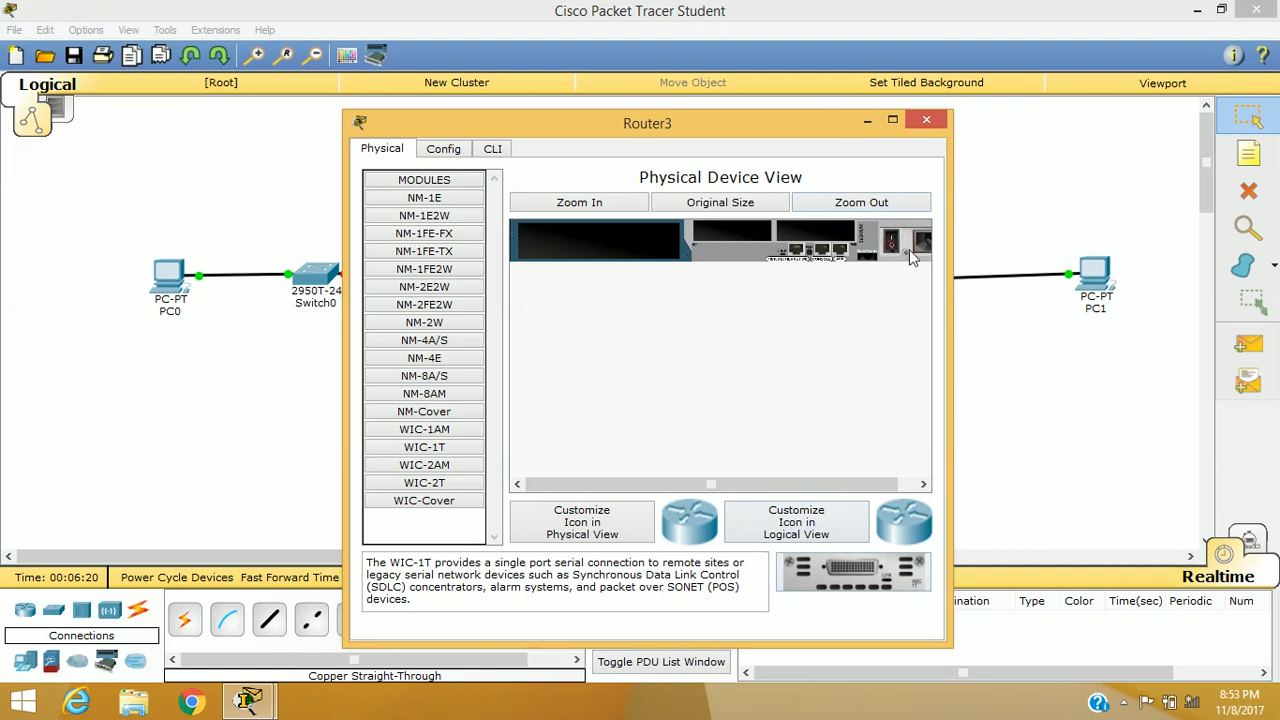 Cisco Packet Tracer Student
File Edit Options View Tools Extensions Help
Logical
[Root]
New Cluster
Move Object
Set Tiled Background
Viewport
Router3
Physical Config CLI
MODULES
NM-1E
NM-1E2W
NM-1FE-FX
NM-1FE-TX
NM-1FE2W
NM-2E2W
NM-2FE2W
NM-2W
NM-4A/S
NM-4E
NM-8A/S
NM-8AM
NM-Cover
WIC-1AM
WIC-1T
WIC-2AM
WIC-2T
WIC-Cover
Physical Device View
Zoom In
Original Size
Zoom Out
Customize
Icon in
Physical View
Customize
Icon in
Logical View
The WIC-1T provides a single port serial connection to remote sites or
legacy serial network devices such as Synchronous Data Link Control
(SDLC) concentrators, alarm systems, and packet over SONET (POS)
devices.
PC-PT
PC0
2950T-24
Switch0
PC-PT
PC1
Time: 00:06:20
Power Cycle Devices Fast Forward Time
Realtime
Connections
Copper Straight-Through
Toggle PDU List Window
ination Type Color Time(sec) Periodic Num
8:53 PM
11/8/2017